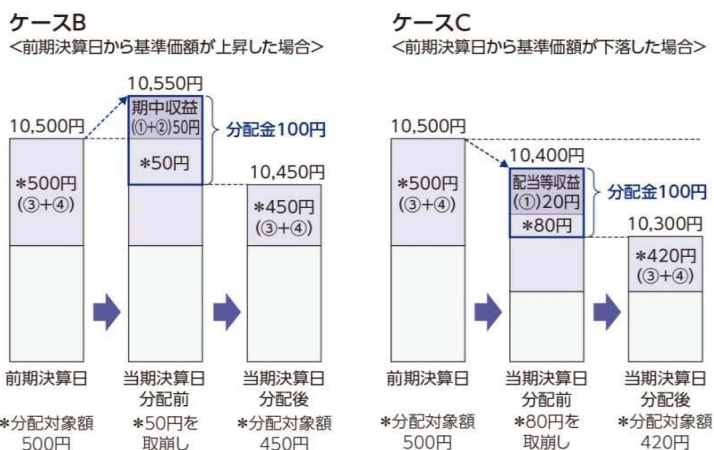 ケースB
<前期決算日から基準価額が上昇した場合>
10,550円
期中収益
(①+②)50円
分配金100円
10,500円
*50円
10,450円
*500円
(③+④)
*450円
(③+④)
前期決算日
当期決算日
分配前
当期決算日
分配後
*分配対象額
500円
*50円を
取崩し
*分配対象額
450円
ケースC
<前期決算日から基準価額が下落した場合>
10,500円
10,400円
配当等収益
(①)20円
分配金100円
*500円
(③+④)
*80円
10,300円
*420円
(③+④)
前期決算日
当期決算日
分配前
当期決算日
分配後
*分配対象額
500円
*80円を
取崩し
*分配対象額
420円